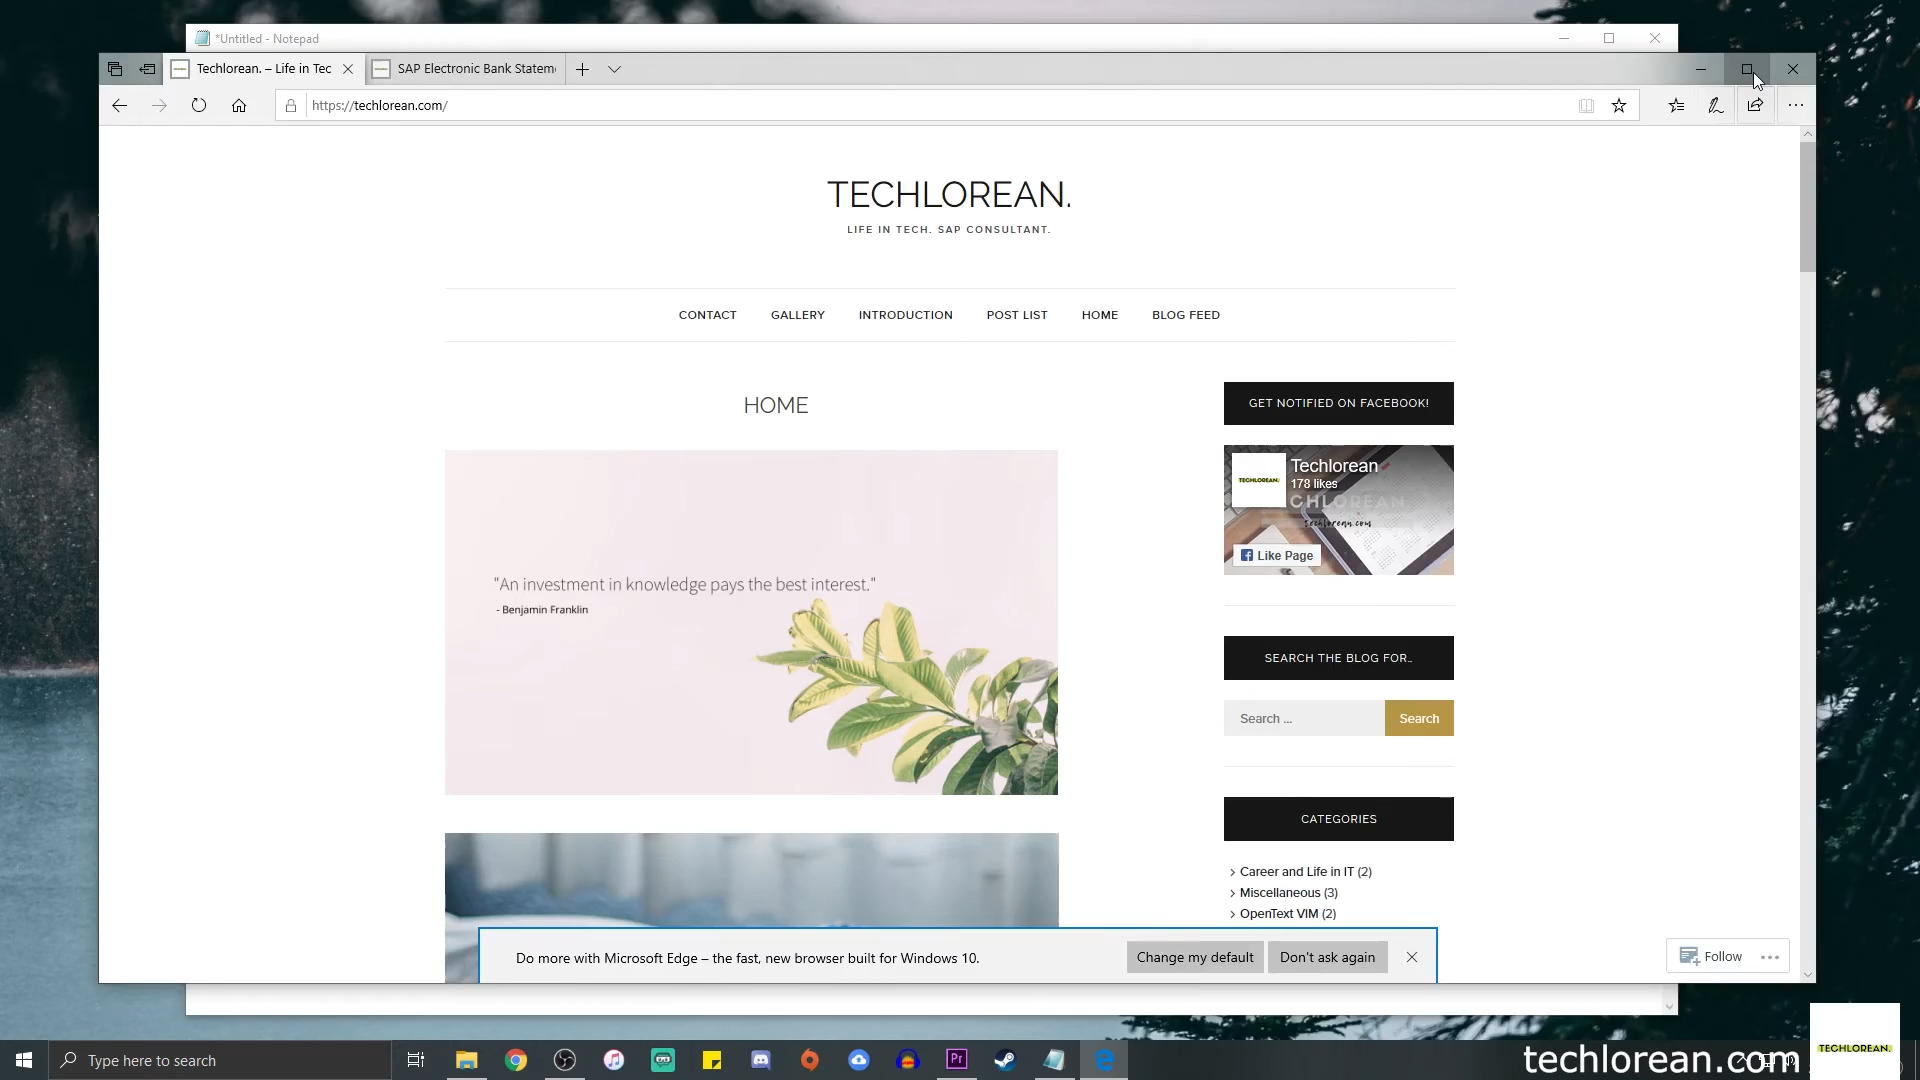 *Untitled - Notepad
Techlorean. – Life in Tec
SAP Electronic Bank Statem
https://techlorean.com/
TECHLOREAN.
LIFE IN TECH. SAP CONSULTANT.
CONTACT GALLERY INTRODUCTION POST LIST HOME BLOG FEED
HOME
"An investment in knowledge pays the best interest."
- Benjamin Franklin
GET NOTIFIED ON FACEBOOK!
TECHLOREAN.
Techlorean
178 likes
CHLOREAN
techlorean.com
Like Page
SEARCH THE BLOG FOR…
Search ...
Search
CATEGORIES
Career and Life in IT (2)
Miscellaneous (3)
OpenText VIM (2)
Do more with Microsoft Edge – the fast, new browser built for Windows 10.
Change my default
Don't ask again
Follow
Type here to search
Pr
techlorean.com
TECHLOREAN.